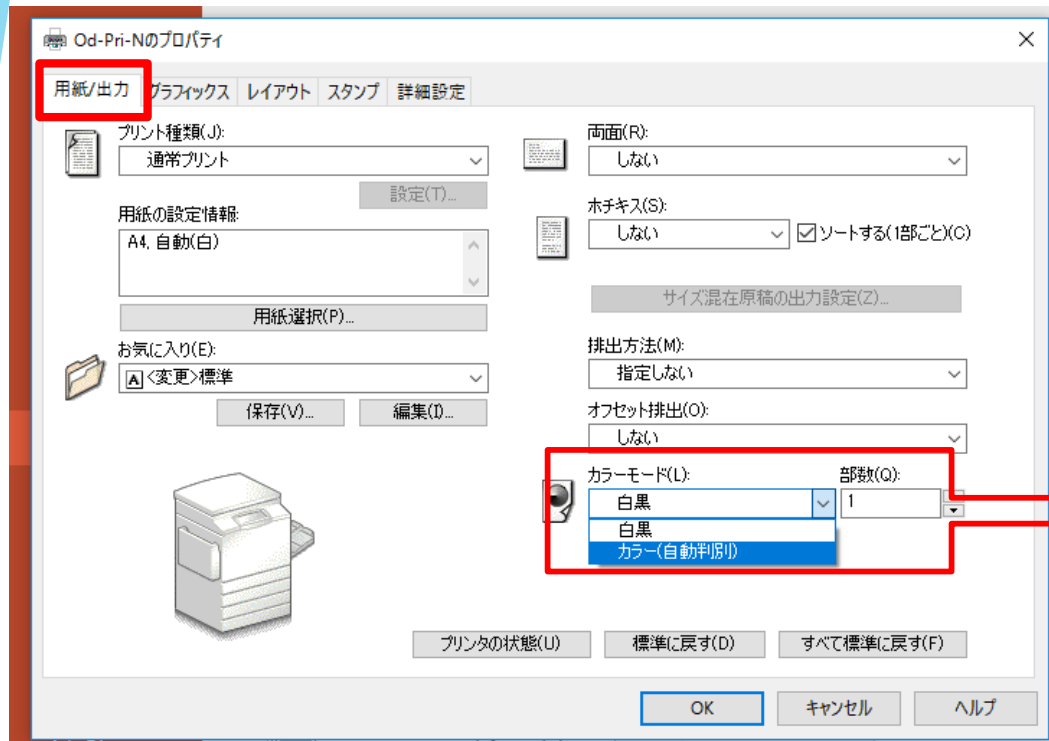 Od-Pri-Nのプロパティ
用紙/出力 グラフィックス レイアウト スタンプ 詳細設定
プリント種類(J):
通常プリント
設定(T)...
用紙の設定情報:
A4, 自動(白)
用紙選択(P)...
お気に入り(E):
A <変更>標準
保存(V)...
編集(I)...
両面(R):
しない
ホチキス(S):
しない
ソートする(1部ごと)(C)
サイズ混在原稿の出力設定(Z)...
排出方法(M):
指定しない
オフセット排出(O):
しない
カラーモード(L):
部数(Q):
白黒
1
白黒
カラー(自動判別)
プリンタの状態(U)
標準に戻す(D)
すべて標準に戻す(F)
OK
キャンセル
ヘルプ